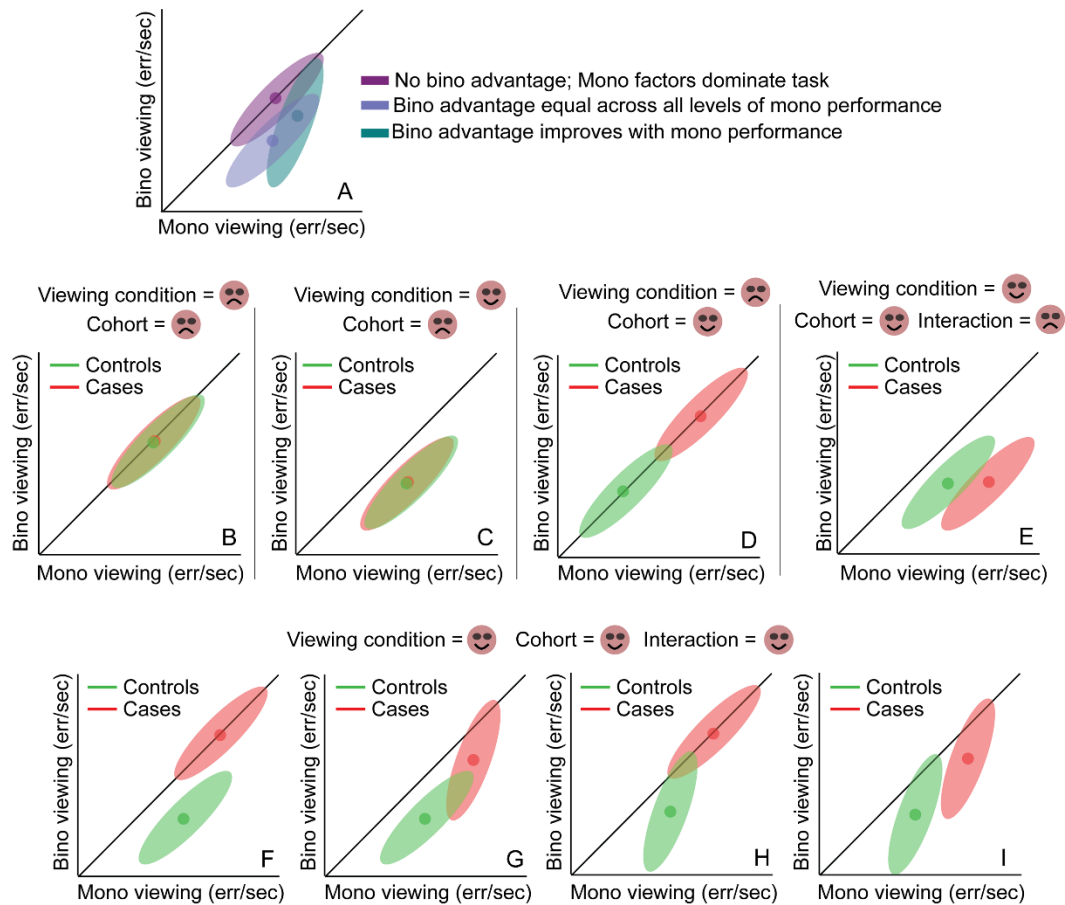 Bino viewing (err/sec)
No bino advantage; Mono factors dominate task
Bino advantage equal across all levels of mono performance
Bino advantage improves with mono performance
A
Mono viewing (err/sec)
Viewing condition =
Cohort =
Controls
Cases
Bino viewing (err/sec)
B
Mono viewing (err/sec)
Viewing condition =
Cohort =
Controls
Cases
Bino viewing (err/sec)
C
Mono viewing (err/sec)
Viewing condition =
Cohort =
Controls
Cases
Bino viewing (err/sec)
D
Mono viewing (err/sec)
Viewing condition =
Cohort = Interaction =
Controls
Cases
Bino viewing (err/sec)
E
Mono viewing (err/sec)
Viewing condition = Cohort = Interaction =
Controls
Cases
Bino viewing (err/sec)
F
Mono viewing (err/sec)
Controls
Cases
Bino viewing (err/sec)
G
Mono viewing (err/sec)
Controls
Cases
Bino viewing (err/sec)
H
Mono viewing (err/sec)
Controls
Cases
Bino viewing (err/sec)
I
Mono viewing (err/sec)